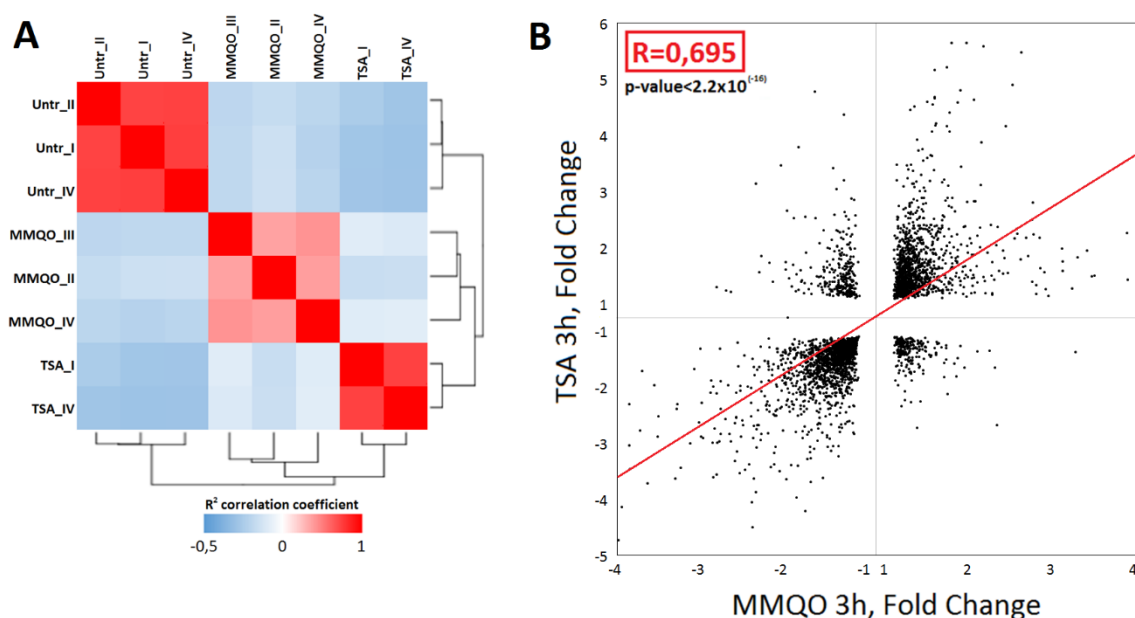 A
Untr_II
Untr_I
Untr_IV
MMQO_III
MMQO_II
MMQO_IV
TSA_I
TSA_IV
Untr_II
Untr_I
Untr_IV
MMQO_III
MMQO_II
MMQO_IV
TSA_I
TSA_IV
R² correlation coefficient
-0,5 0 1
B
R=0,695
p-value<2.2x10⁽⁻¹⁶⁾
TSA 3h, Fold Change
6
5
4
3
2
1
-1
-2
-3
-4
-5
-4 -3 -2 -1 1 2 3 4
MMQO 3h, Fold Change